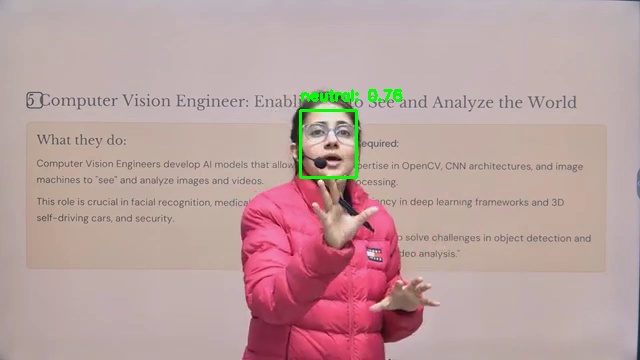 5 Computer Vision Engineer: Enabli to See and Analyze the World
neutral: 0.76
What they do:
equired:
Computer Vision Engineers develop AI models that allow
machines to "see" and analyze images and videos.
pertise in OpenCV, CNN architectures, and image
ocessing.
This role is crucial in facial recognition, medica
self-driving cars, and security.
ncy in deep learning frameworks and 3D
o solve challenges in object detection and
deo analysis."